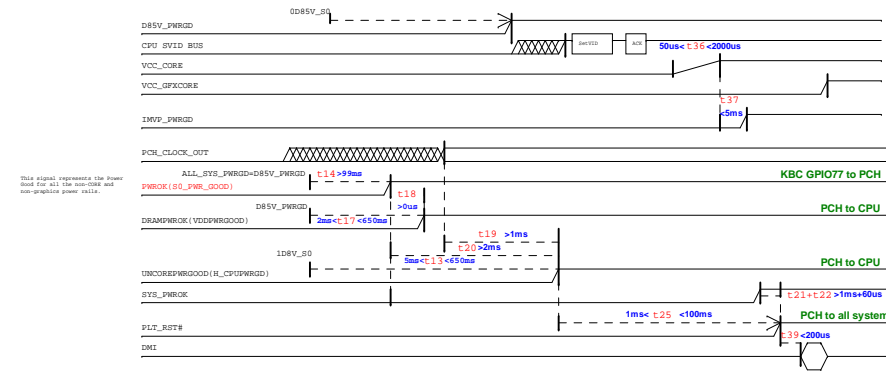 0D85V_S0
D85V_PWRGD
CPU SVID BUS
SetVID
ACK
50us< t36 <2000us
VCC_CORE
VCC_GFXCORE
t37
<5ms
IMVP_PWRGD
PCH_CLOCK_OUT
ALL_SYS_PWRGD=D85V_PWRGD
t14 >99ms
KBC GPIO77 to PCH
This signal represents the Power
Good for all the non-CORE and
non-graphics power rails.
PWROK(S0_PWR_GOOD)
t18
>0us
D85V_PWRGD
PCH to CPU
DRAMPWROK(VDDPWRGOOD)
2ms< t17 <650ms
t19 >1ms
t20 >2ms
1D8V_S0
5ms< t13 <650ms
PCH to CPU
UNCOREPWRGOOD(H_CPUPWRGD)
SYS_PWROK
t21+t22 >1ms+60us
1ms< t25 <100ms
PCH to all system
PLT_RST#
t39 <200us
DMI